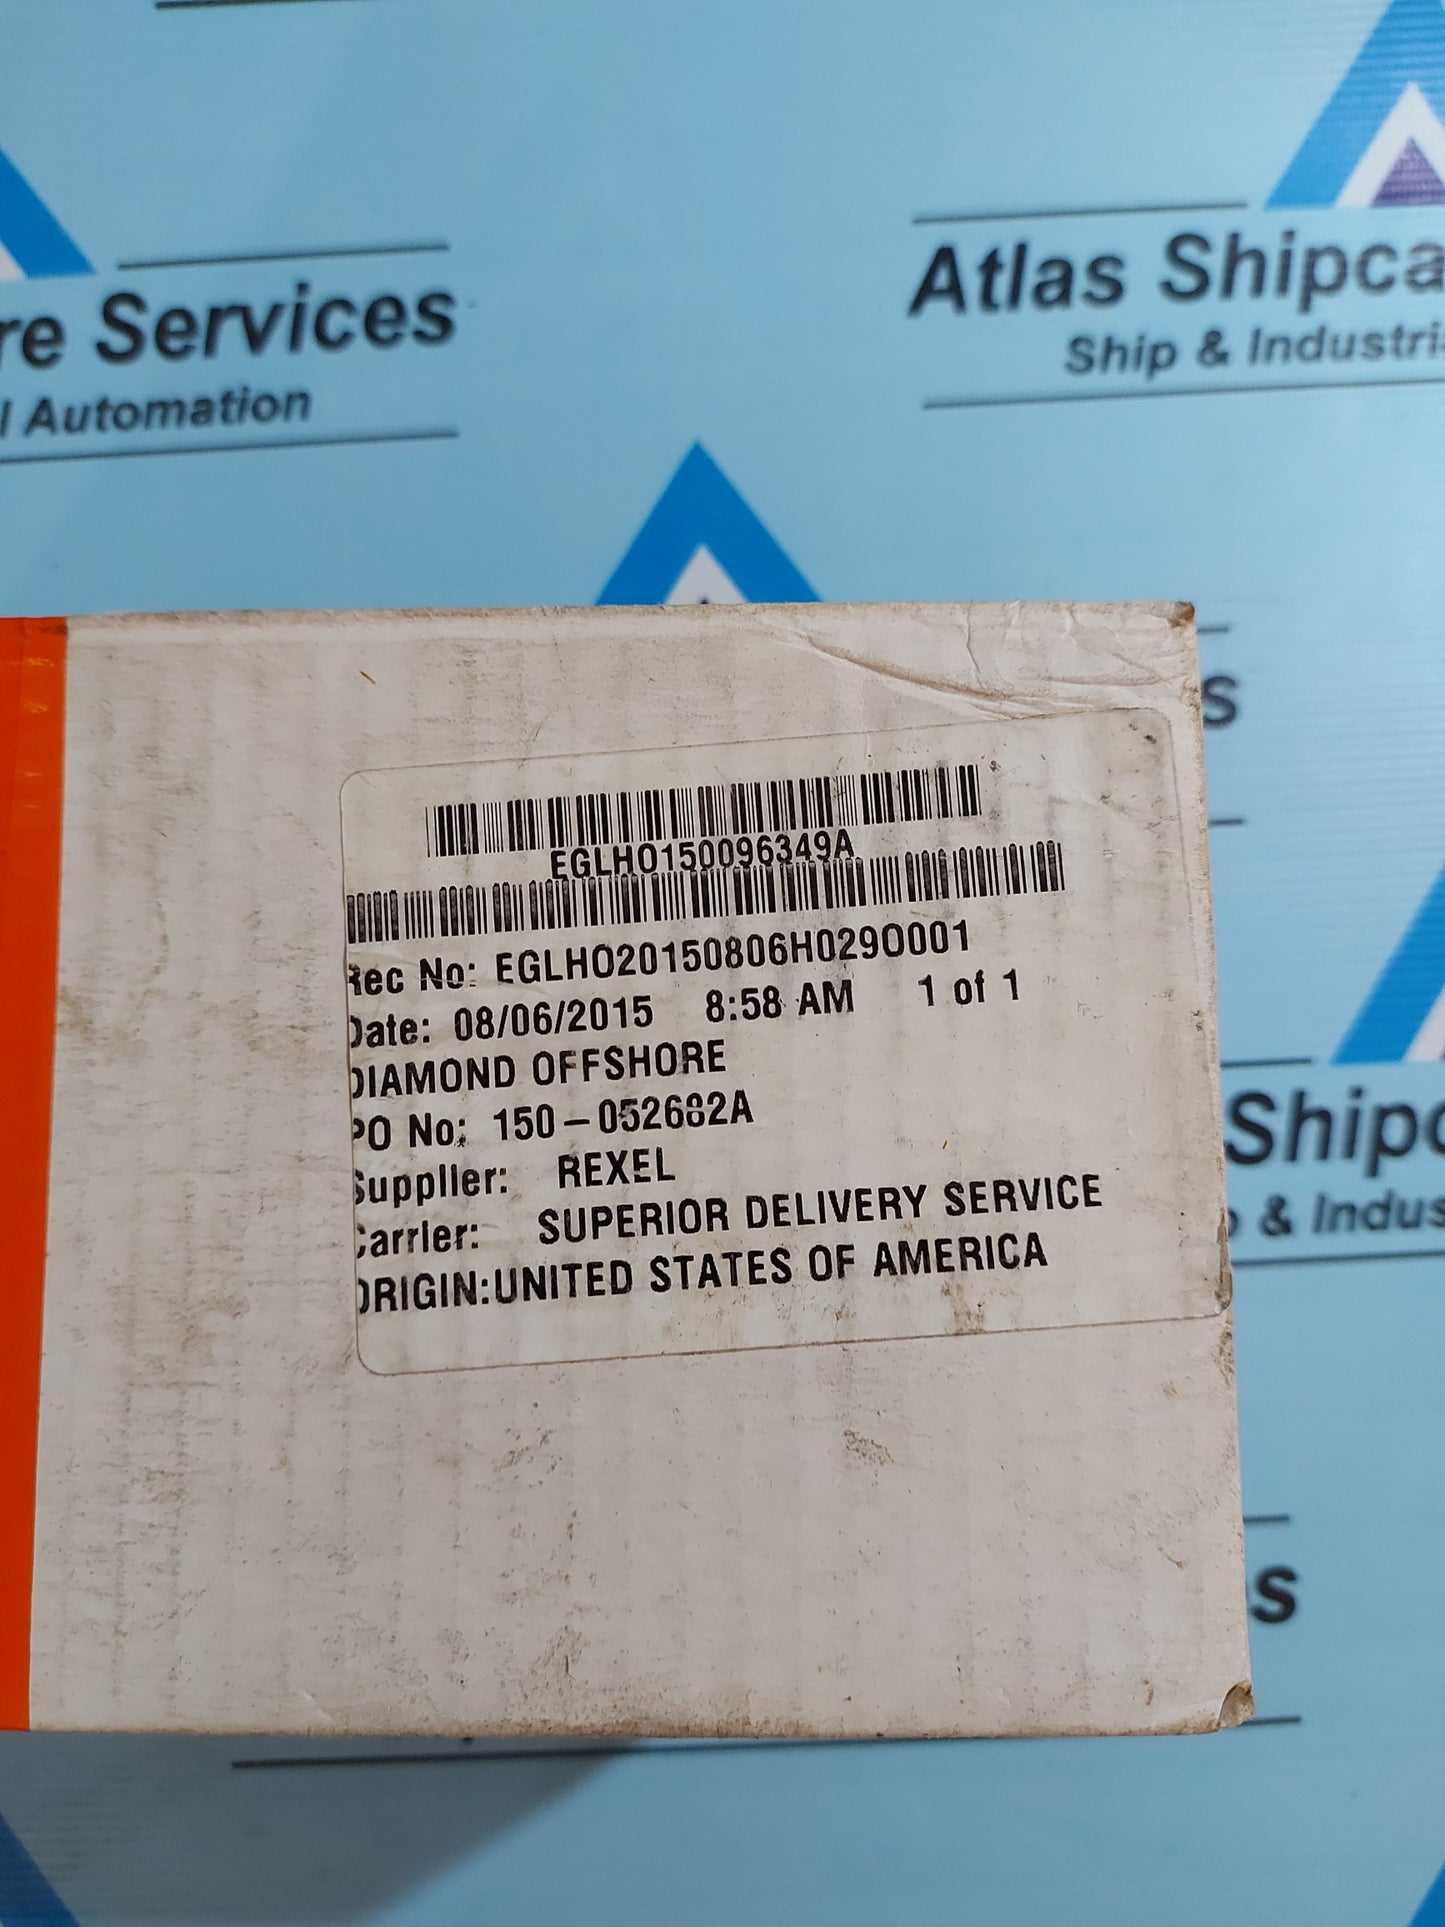 re Services
l Automation
Atlas Shipca
Ship & Industri
EGLHO150096349A
Rec No: EGLHO20150806H029O001
Date: 08/06/2015 8:58 AM 1 of 1
DIAMOND OFFSHORE
PO No: 150-052682A
Supplier: REXEL
Carrier: SUPERIOR DELIVERY SERVICE
ORIGIN:UNITED STATES OF AMERICA
s
Shipc
p & Indus
s